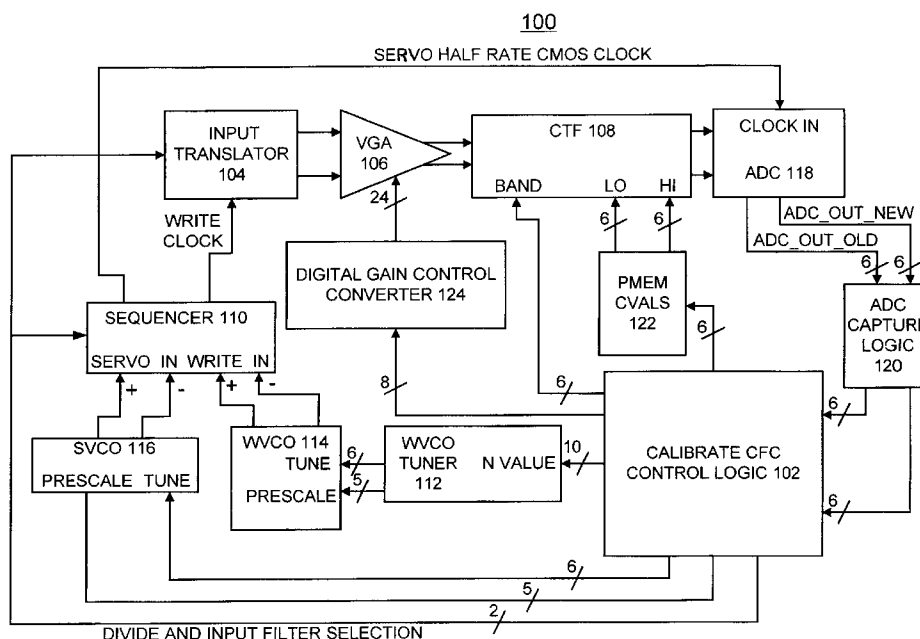 100
SERVO HALF RATE CMOS CLOCK
INPUT
TRANSLATOR
104
VGA
106
CTF 108
BAND
LO
HI
CLOCK IN
ADC 118
WRITE
CLOCK
24
6
6
ADC_OUT_NEW
ADC_OUT_OLD
6
6
DIGITAL GAIN CONTROL
CONVERTER 124
PMEM
CVALS
122
ADC
CAPTURE
LOGIC
120
SEQUENCER 110
SERVO IN WRITE IN
+
-
+
-
8
6
6
6
SVCO 116
PRESCALE TUNE
WVCO 114
TUNE
PRESCALE
6
5
WVCO
TUNER
112
N VALUE
10
CALIBRATE CFC
CONTROL LOGIC 102
6
6
5
2
DIVIDE AND INPUT FILTER SELECTION